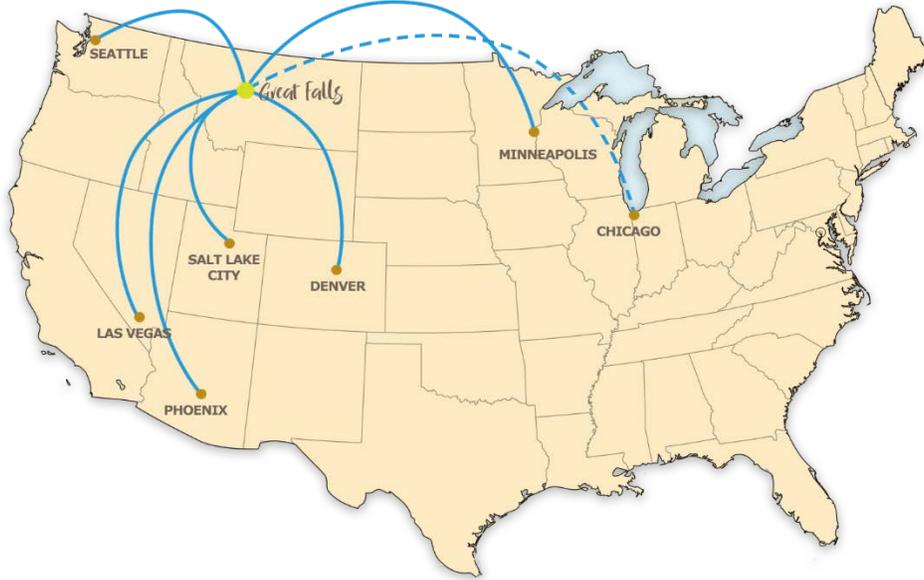 SEATTLE
Great Falls
MINNEAPOLIS
CHICAGO
SALT LAKE
CITY
DENVER
LAS VEGAS
PHOENIX